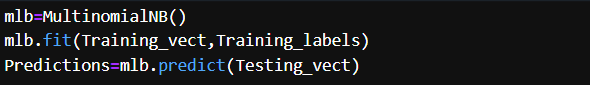 mlb=MultinomialNB()
mlb.fit(Training_vect,Training_labels)
Predictions=mlb.predict(Testing_vect)